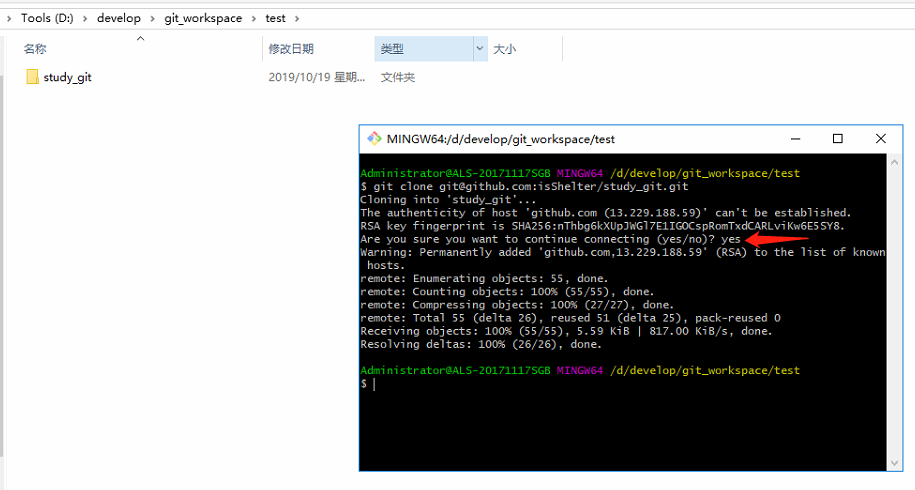 Tools (D:) develop git_workspace test
名称 修改日期 类型 大小
study_git 2019/10/19 星期... 文件夹
MINGW64:/d/develop/git_workspace/test
Administrator@ALS-20171117SGB MINGW64 /d/develop/git_workspace/test
$ git clone git@github.com:isShelter/study_git.git
Cloning into 'study_git'...
The authenticity of host 'github.com (13.229.188.59)' can't be established.
RSA key fingerprint is SHA256:nThbg6kXUpJWGl7E1IGOCspRomTxdCARLviKw6E5SY8.
Are you sure you want to continue connecting (yes/no)? yes
Warning: Permanently added 'github.com,13.229.188.59' (RSA) to the list of known
hosts.
remote: Enumerating objects: 55, done.
remote: Counting objects: 100% (55/55), done.
remote: Compressing objects: 100% (27/27), done.
remote: Total 55 (delta 26), reused 51 (delta 25), pack-reused 0
Receiving objects: 100% (55/55), 5.59 KiB | 817.00 KiB/s, done.
Resolving deltas: 100% (26/26), done.
Administrator@ALS-20171117SGB MINGW64 /d/develop/git_workspace/test
$